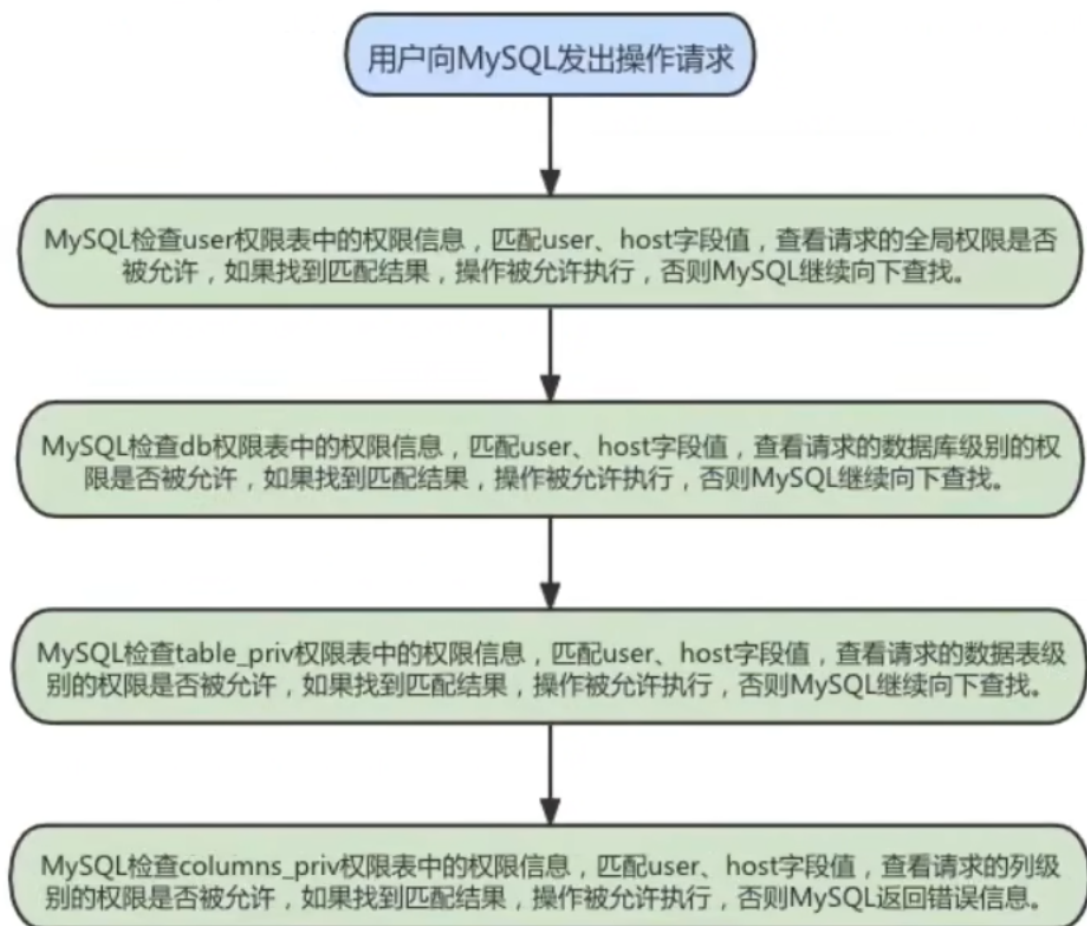 用户向MySQL发出操作请求
MySQL检查user权限表中的权限信息，匹配user、host字段值，查看请求的全局权限是否
被允许，如果找到匹配结果，操作被允许执行，否则MySQL继续向下查找。
MySQL检查db权限表中的权限信息，匹配user、host字段值，查看请求的数据库级别的权
限是否被允许，如果找到匹配结果，操作被允许执行，否则MySQL继续向下查找。
MySQL检查table_priv权限表中的权限信息，匹配user、host字段值，查看请求的数据表级
别的权限是否被允许，如果找到匹配结果，操作被允许执行，否则MySQL继续向下查找。
MySQL检查columns_priv权限表中的权限信息，匹配user、host字段值，查看请求的列级
别的权限是否被允许，如果找到匹配结果，操作被允许执行，否则MySQL返回错误信息。